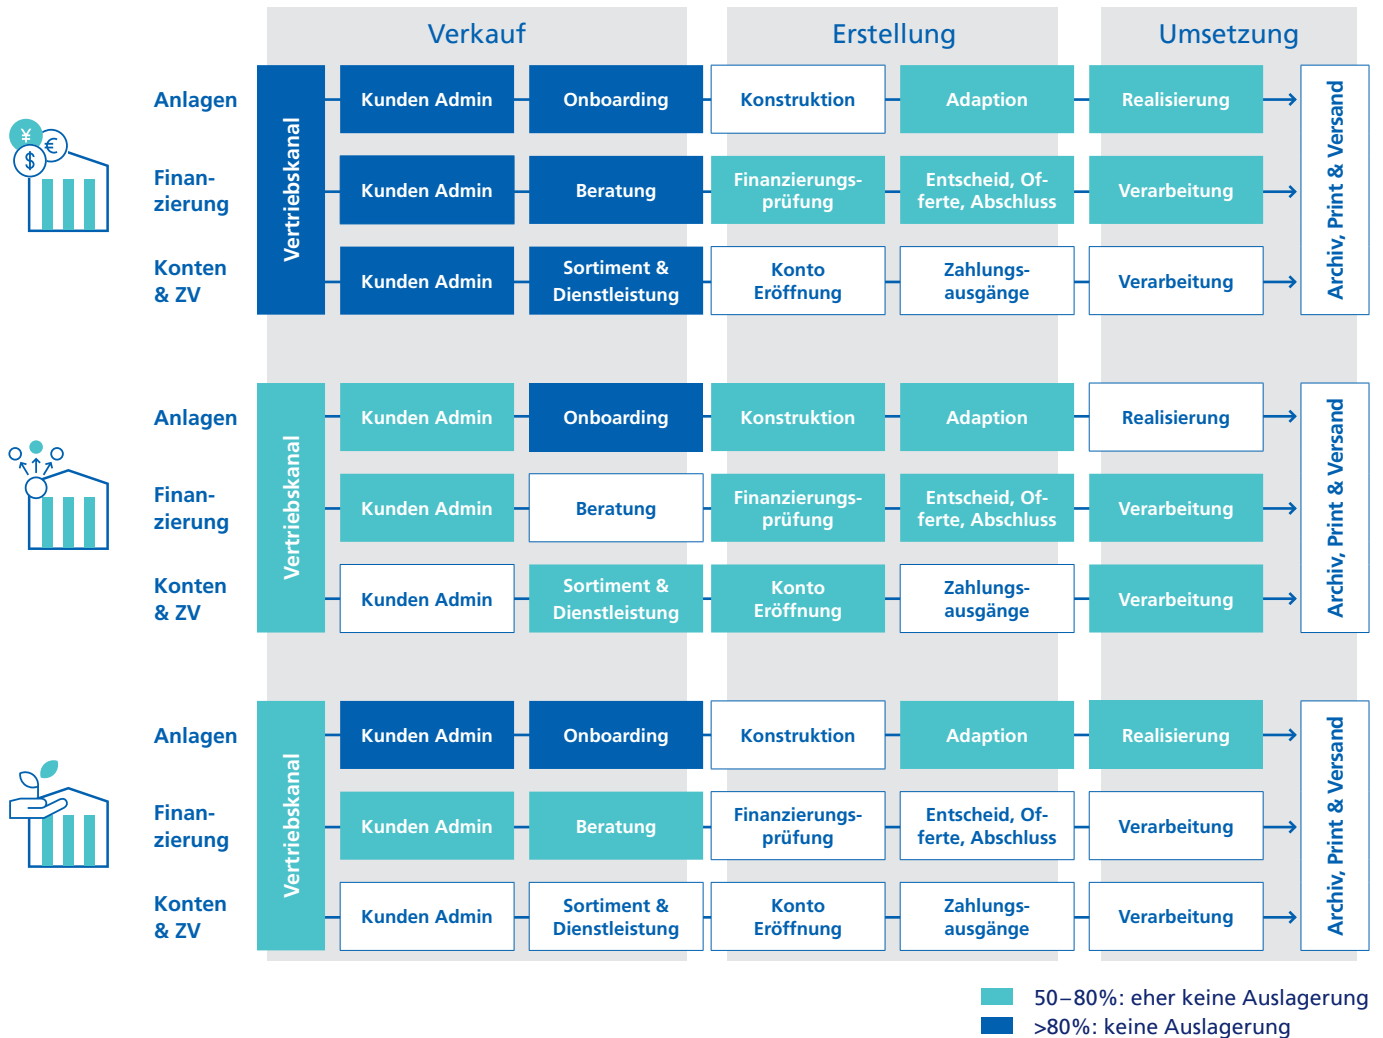 Verkauf
Erstellung
Umsetzung
¥
€
$
Anlagen
Finan-
zierung
Konten
& ZV
Vertriebskanal
Kunden Admin
Onboarding
Konstruktion
Adaption
Realisierung
Kunden Admin
Beratung
Finanzierungs-
prüfung
Entscheid, Of-
ferte, Abschluss
Verarbeitung
Kunden Admin
Sortiment &
Dienstleistung
Konto
Eröffnung
Zahlungs-
ausgänge
Verarbeitung
Archiv, Print & Versand
Anlagen
Finan-
zierung
Konten
& ZV
Vertriebskanal
Kunden Admin
Onboarding
Konstruktion
Adaption
Realisierung
Kunden Admin
Beratung
Finanzierungs-
prüfung
Entscheid, Of-
ferte, Abschluss
Verarbeitung
Kunden Admin
Sortiment &
Dienstleistung
Konto
Eröffnung
Zahlungs-
ausgänge
Verarbeitung
Archiv, Print & Versand
Anlagen
Finan-
zierung
Konten
& ZV
Vertriebskanal
Kunden Admin
Onboarding
Konstruktion
Adaption
Realisierung
Kunden Admin
Beratung
Finanzierungs-
prüfung
Entscheid, Of-
ferte, Abschluss
Verarbeitung
Kunden Admin
Sortiment &
Dienstleistung
Konto
Eröffnung
Zahlungs-
ausgänge
Verarbeitung
Archiv, Print & Versand
50–80%: eher keine Auslagerung
>80%: keine Auslagerung